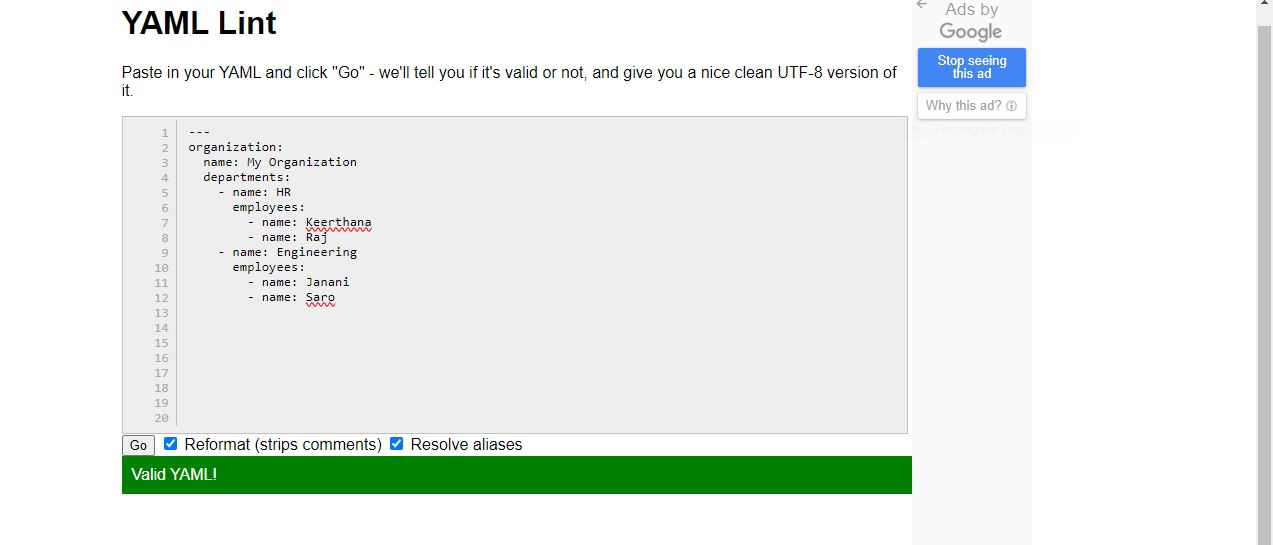 YAML Lint
Paste in your YAML and click "Go" - we'll tell you if it's valid or not, and give you a nice clean UTF-8 version of
it.
1 ---
2 organization:
3   name: My Organization
4   departments:
5     - name: HR
6       employees:
7         - name: Keerthana
8         - name: Raj
9     - name: Engineering
10       employees:
11         - name: Janani
12         - name: Saro
13
14
15
16
17
18
19
20
Go Reformat (strips comments) Resolve aliases
Valid YAML!
Ads by
Google
Stop seeing
this ad
Why this ad?
Rectangular Snip